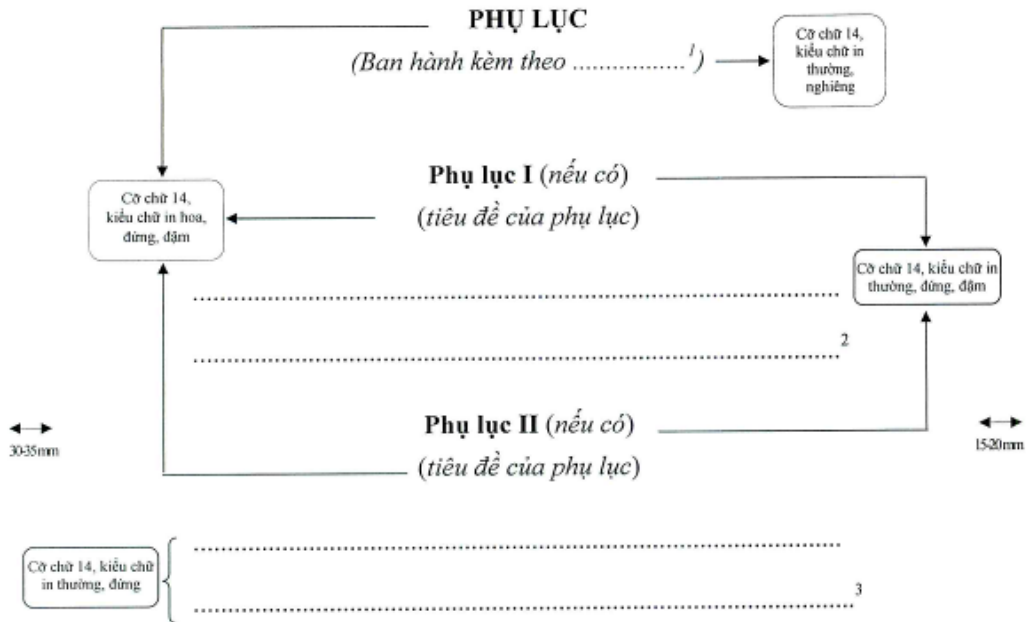 PHỤ LỤC
(Ban hành kèm theo ..................1)
Cỡ chữ 14,
kiểu chữ in
thường,
nghiêng
Phụ lục I (nếu có)
(tiêu đề của phụ lục)
Cỡ chữ 14,
kiểu chữ in hoa,
đứng, đậm
Cỡ chữ 14, kiểu chữ in
thường, đứng, đậm
................................................................................
................................................................................2
Phụ lục II (nếu có)
(tiêu đề của phụ lục)
30-35mm
15-20mm
Cỡ chữ 14, kiểu chữ
in thường, đứng
................................................................................
................................................................................3